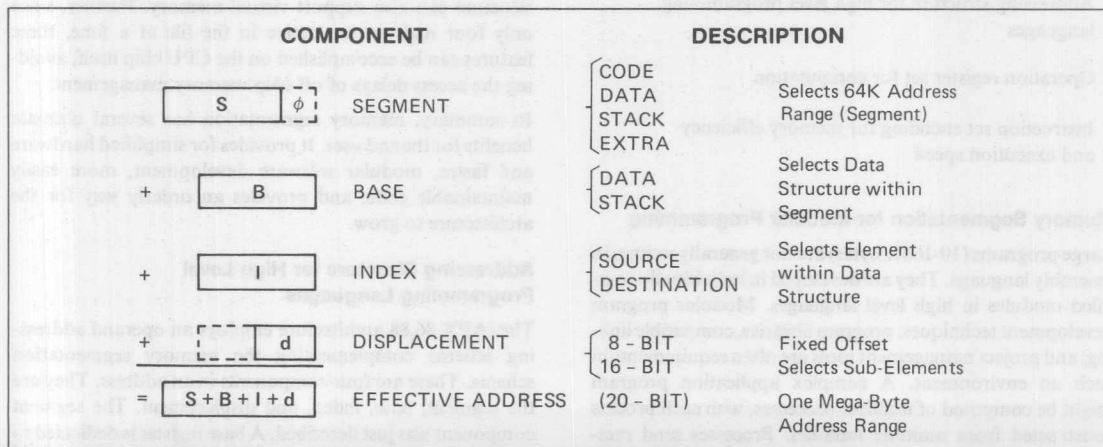 COMPONENT DESCRIPTION
S ϕ SEGMENT
CODE
DATA
STACK
EXTRA
Selects 64K Address
Range (Segment)
+ B BASE
DATA
STACK
Selects Data
Structure within
Segment
+ I INDEX
SOURCE
DESTINATION
Selects Element
within Data
Structure
+ d DISPLACEMENT
8 - BIT
16 - BIT
Fixed Offset
Selects Sub-Elements
= S + B + I + d EFFECTIVE ADDRESS (20 - BIT) One Mega-Byte
Address Range